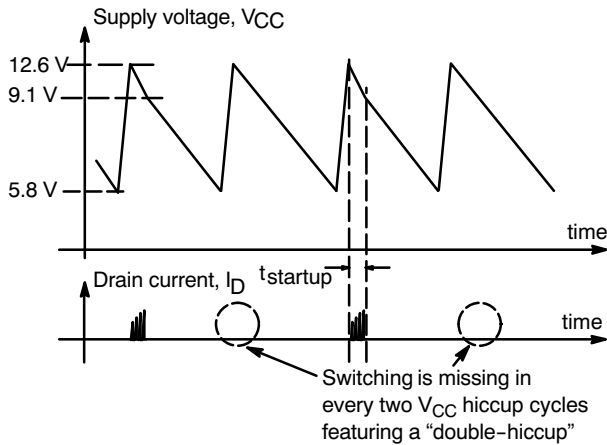 Supply voltage, VCC
12.6 V
9.1 V
5.8 V
time
tstartup
Drain current, ID
time
Switching is missing in
every two VCC hiccup cycles
featuring a “double−hiccup”